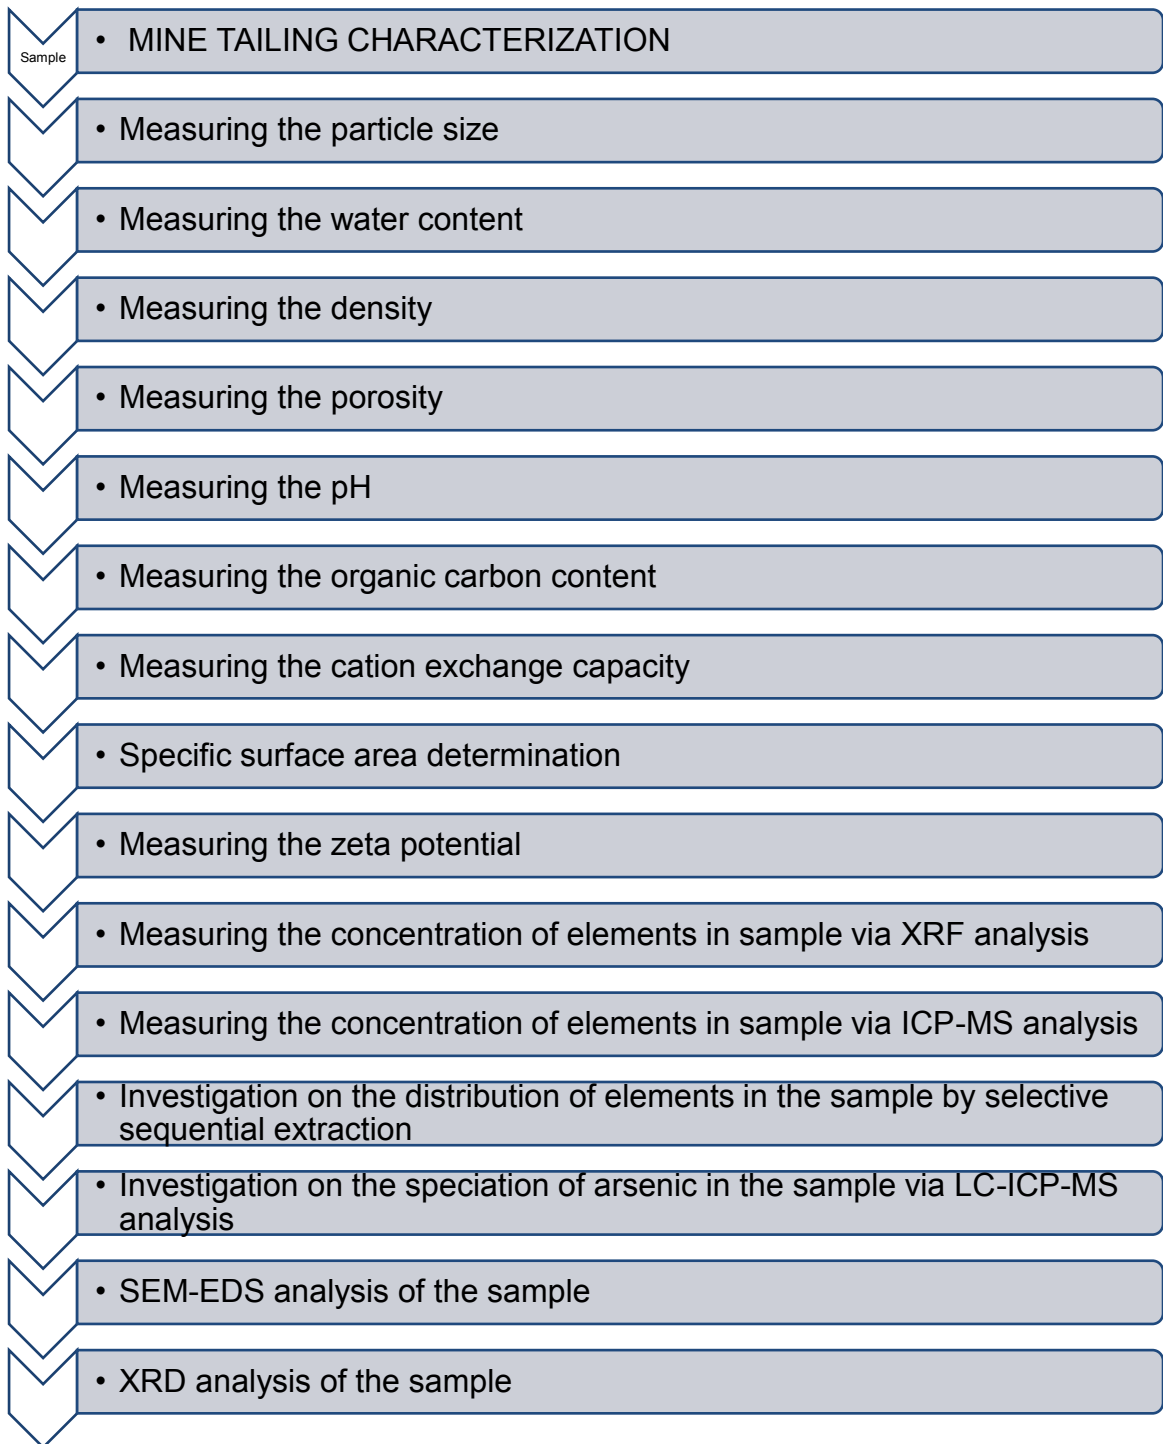 Sample
• MINE TAILING CHARACTERIZATION
• Measuring the particle size
• Measuring the water content
• Measuring the density
• Measuring the porosity
• Measuring the pH
• Measuring the organic carbon content
• Measuring the cation exchange capacity
• Specific surface area determination
• Measuring the zeta potential
• Measuring the concentration of elements in sample via XRF analysis
• Measuring the concentration of elements in sample via ICP-MS analysis
• Investigation on the distribution of elements in the sample by selective
sequential extraction
• Investigation on the speciation of arsenic in the sample via LC-ICP-MS
analysis
• SEM-EDS analysis of the sample
• XRD analysis of the sample